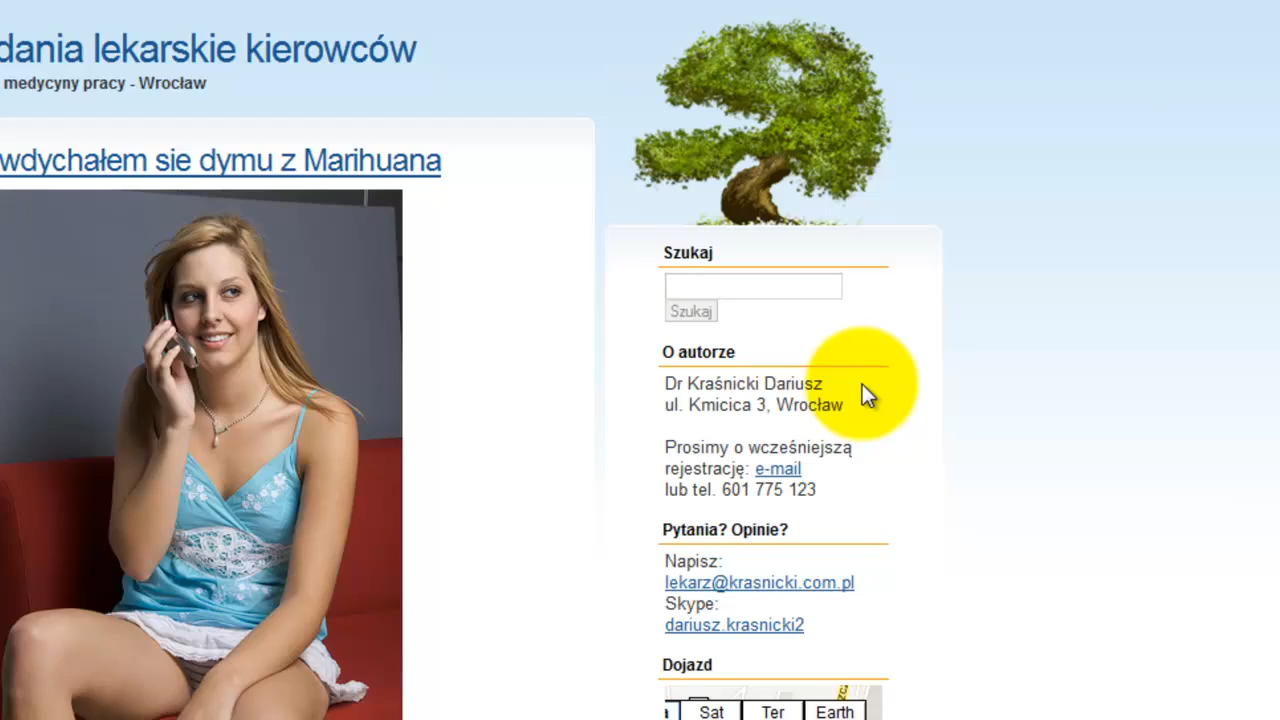 dania lekarskie kierowców
medycyny pracy - Wrocław
wdychałem sie dymu z Marihuana
Szukaj
Szukaj
O autorze
Dr Kraśnicki Dariusz
ul. Kmicica 3, Wrocław
Prosimy o wcześniejszą
rejestrację: e-mail
lub tel. 601 775 123
Pytania? Opinie?
Napisz:
lekarz@krasnicki.com.pl
Skype:
dariusz.krasnicki2
Dojazd
Sat Ter Earth